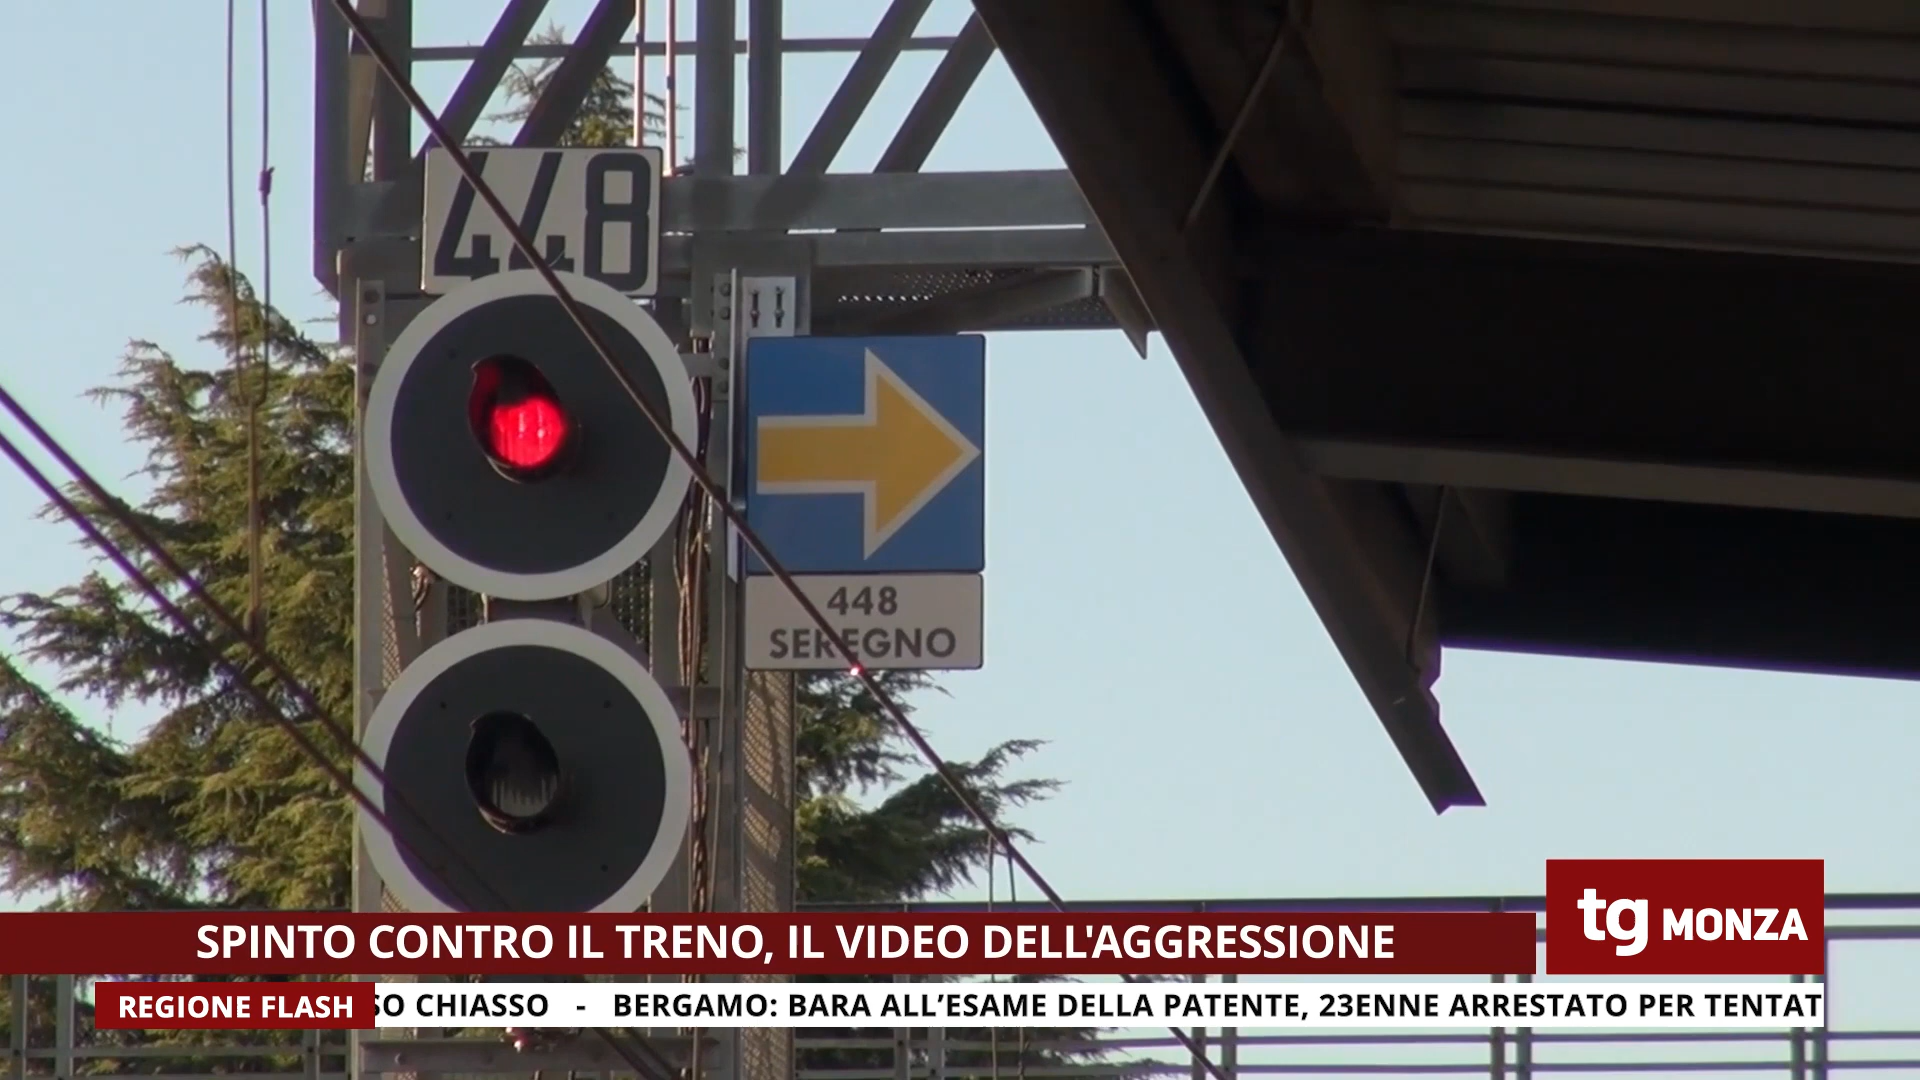 448
448
SEREGNO
SPINTO CONTRO IL TRENO, IL VIDEO DELL'AGGRESSIONE
tg MONZA
REGIONE FLASH
SO CHIASSO - BERGAMO: BARA ALL’ESAME DELLA PATENTE, 23ENNE ARRESTATO PER TENTAT